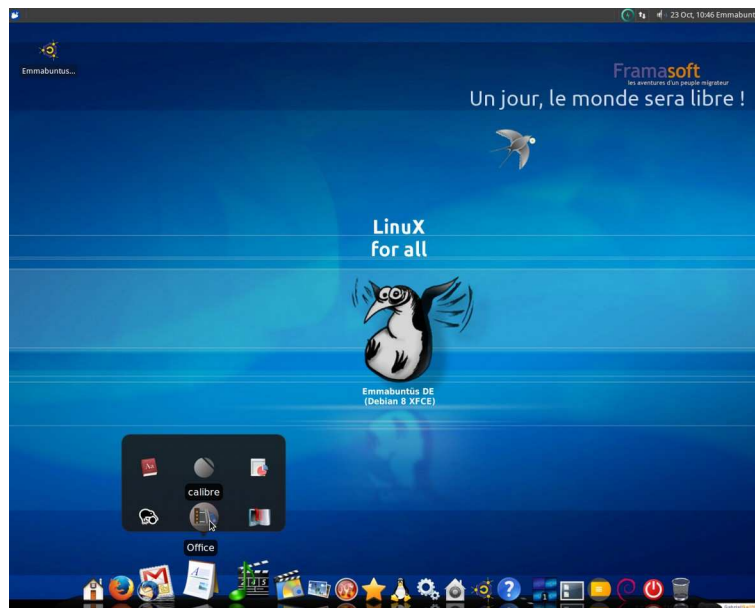 23 Oct, 10:46 Emmabunt
Emmabuntus...
Framasoft
les aventures d'un peuple migrateur
Un jour, le monde sera libre !
LinuX
for all
Emmabuntüs DE
(Debian 8 XFCE)
Aa
calibre
Office